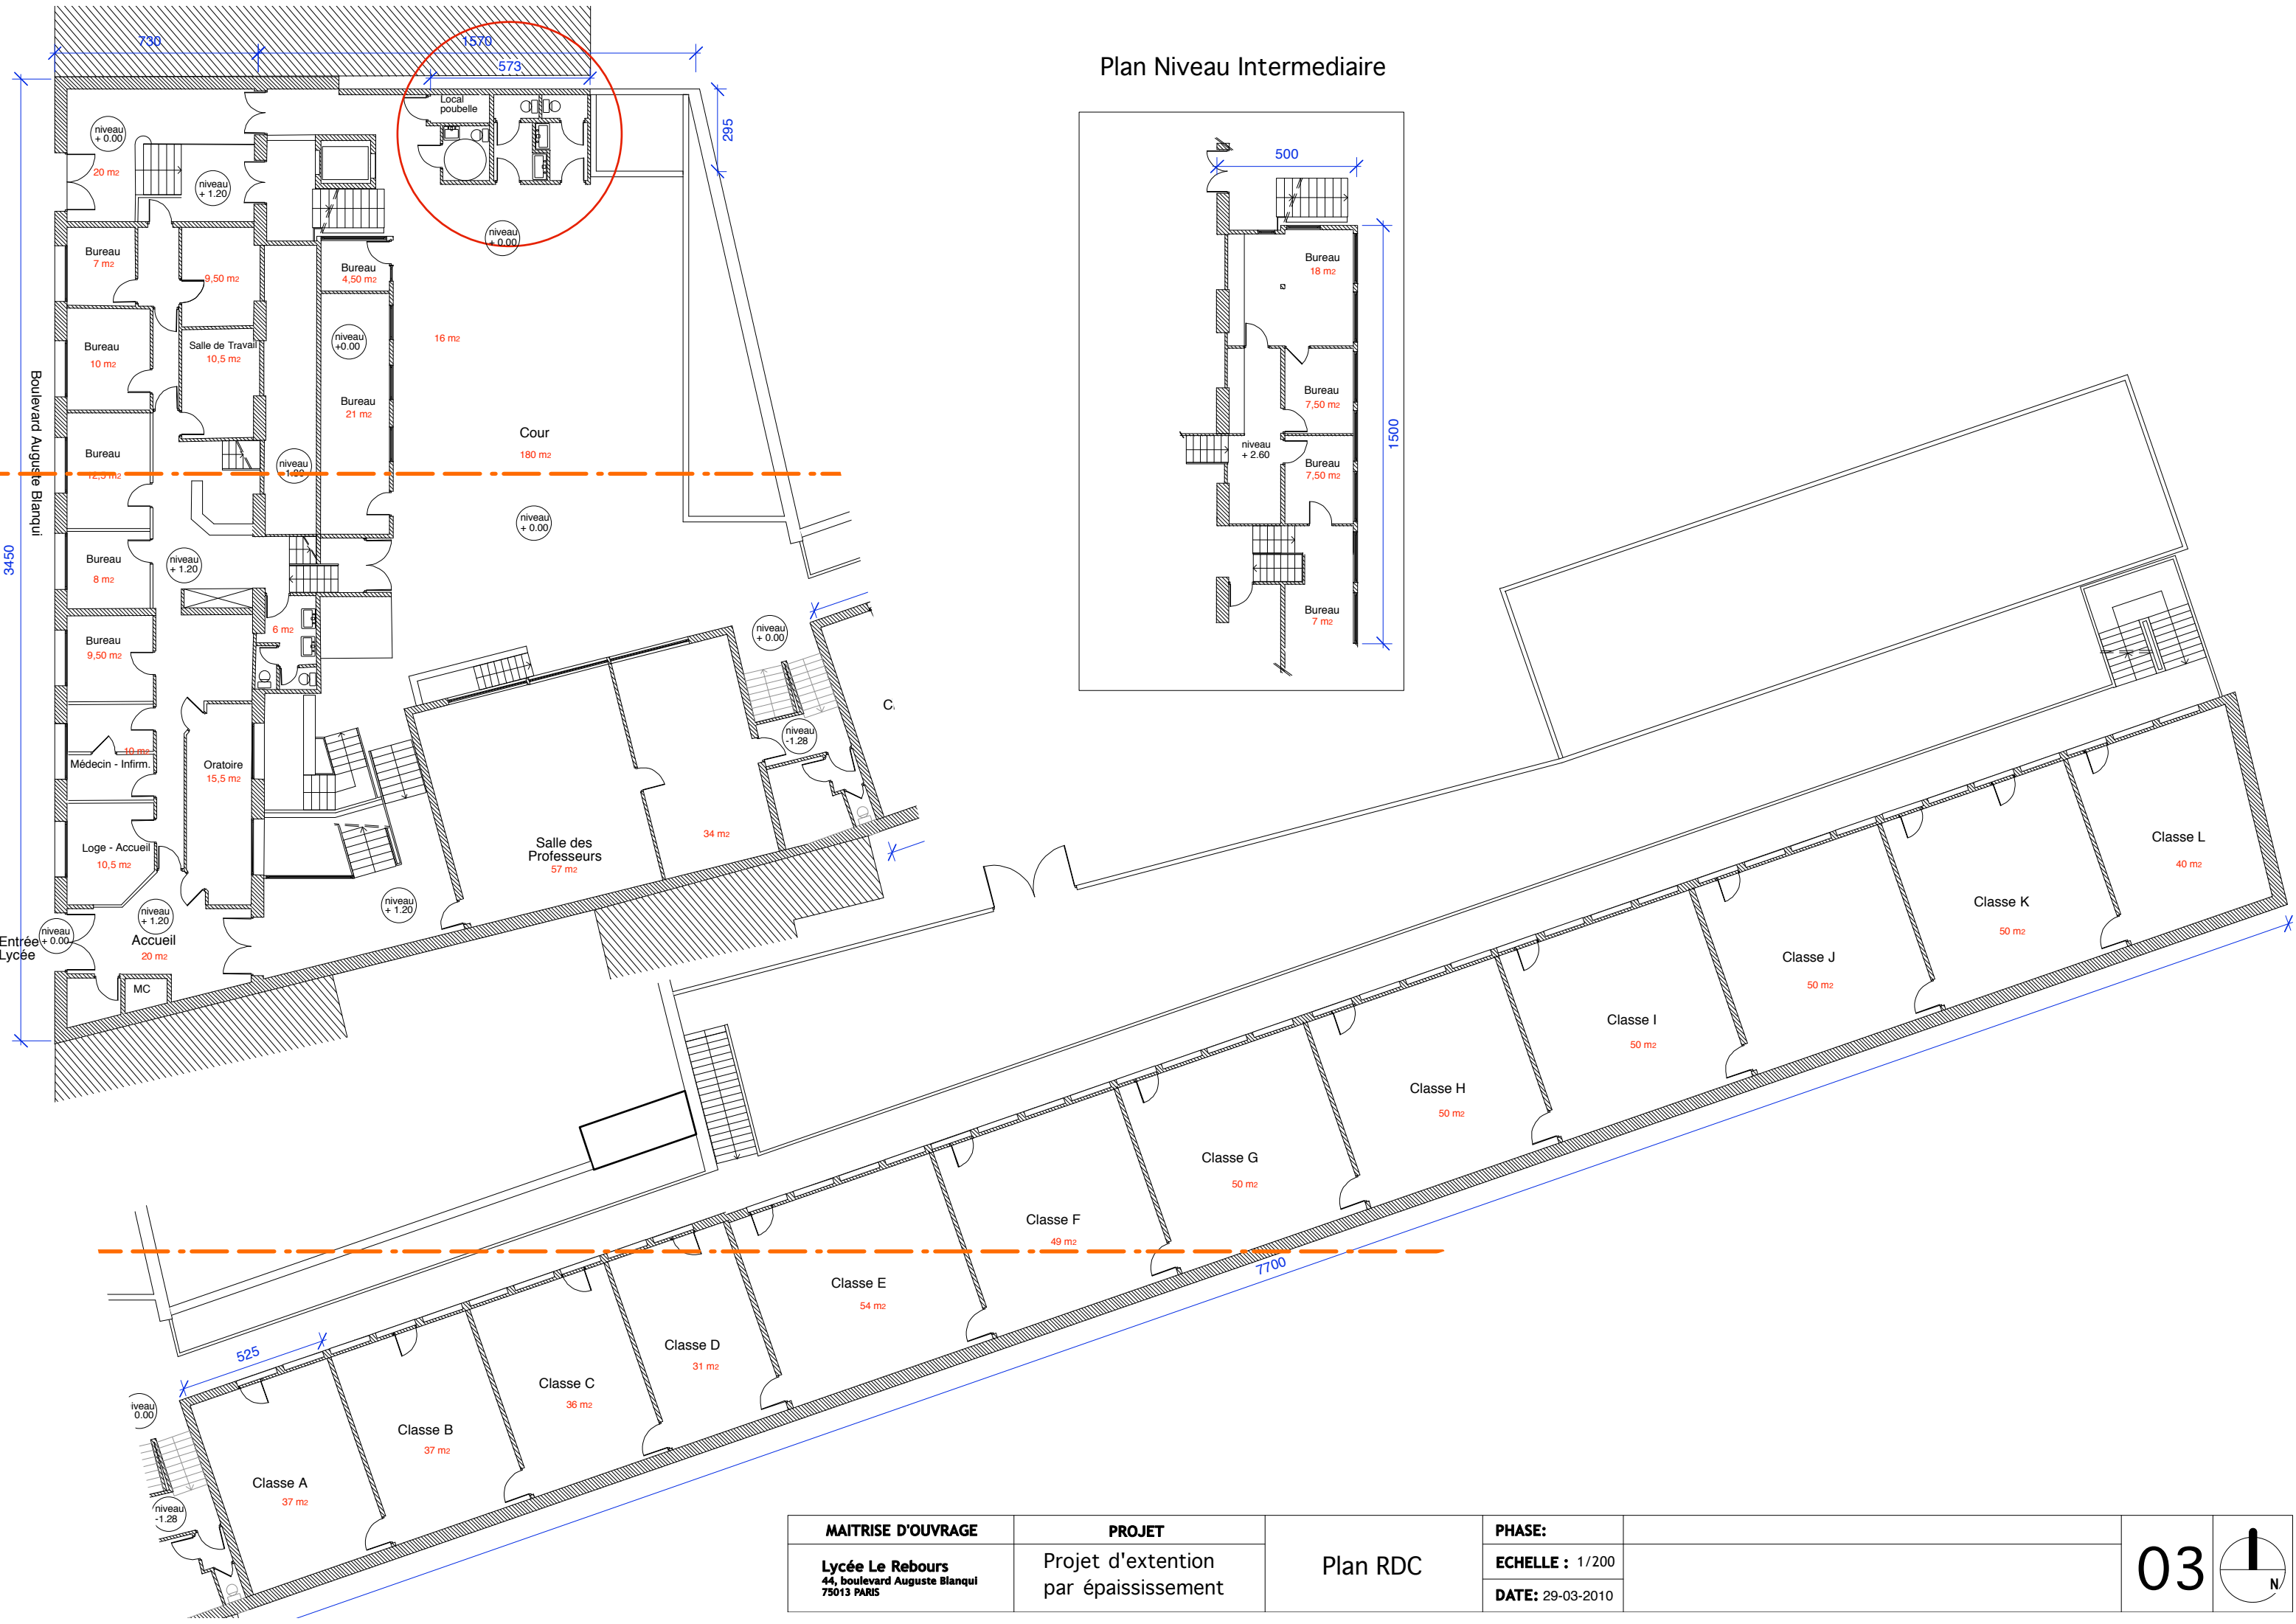 730
1570
573
Plan Niveau Intermediaire
Local
poubelle
niveau
+ 0.00
20 m2
295
niveau
+ 1.20
niveau
+ 0.00
500
Bureau
7 m2
9,50 m2
Bureau
4,50 m2
Bureau
18 m2
niveau
+0.00
16 m2
Bureau
10 m2
Salle de Travail
10,5 m2
Bureau
21 m2
Bureau
7,50 m2
1500
Boulevard Auguste Blanqui
Cour
180 m2
niveau
+ 2.60
Bureau
12,5 m2
niveau
Bureau
7,50 m2
niveau
+ 0.00
3450
Bureau
8 m2
niveau
+ 1.20
Bureau
7 m2
6 m2
niveau
+ 0.00
Bureau
9,50 m2
C
niveau
-1.28
10 m2
Médecin - Infirm.
Oratoire
15,5 m2
34 m2
Loge - Accueil
10,5 m2
Salle des
Professeurs
57 m2
Classe L
40 m2
niveau
+ 1.20
niveau
+ 1.20
Entrée
Lycée
niveau
+ 0.00
Accueil
20 m2
MC
Classe K
50 m2
Classe J
50 m2
Classe I
50 m2
Classe H
50 m2
Classe G
50 m2
Classe F
49 m2
7700
Classe E
54 m2
Classe D
31 m2
525
Classe C
36 m2
iveau
0.00
Classe B
37 m2
Classe A
37 m2
niveau
-1.28
MAITRISE D'OUVRAGE
Lycée Le Rebours
44, boulevard Auguste Blanqui
75013 PARIS
PROJET
Projet d'extention
par épaississement
Plan RDC
PHASE:
ECHELLE : 1/200
DATE: 29-03-2010
03
N